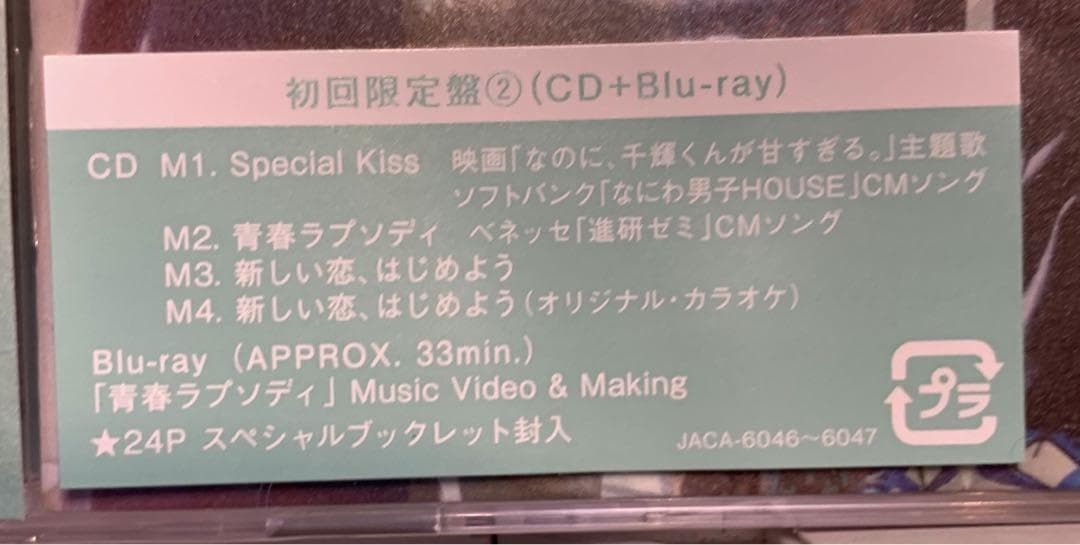 初回限定盤②(CD+Blu-ray)
CD M1. Special Kiss 映画「なのに、千輝くんが甘すぎる。」主題歌
ソフトバンク「なにわ男子HOUSE」CMソング
M2. 青春ラプソディ ベネッセ「進研ゼミ」CMソング
M3. 新しい恋、はじめよう
M4. 新しい恋、はじめよう(オリジナル・カラオケ)
Blu-ray (APPROX. 33min.)
「青春ラプソディ」Music Video & Making
★24P スペシャルブックレット封入
JACA-6046〜6047
プラ